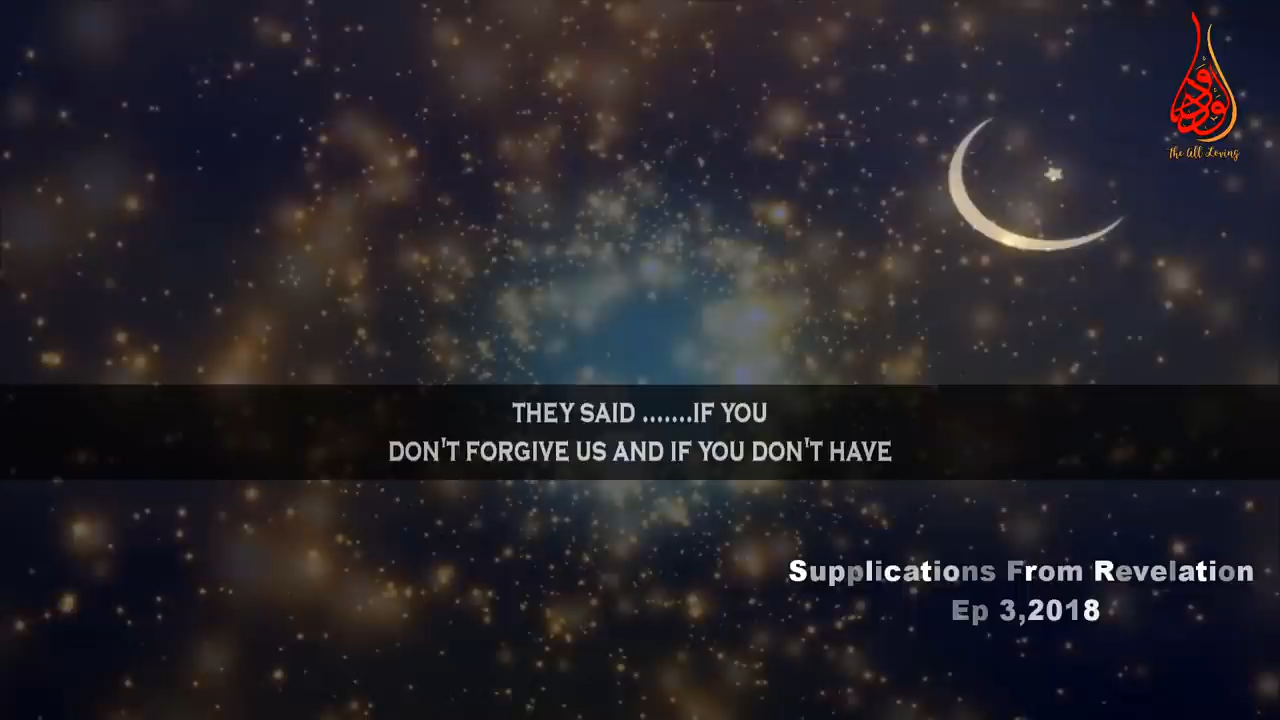 ودود
The All Loving
THEY SAID .......IF YOU
DON'T FORGIVE US AND IF YOU DON'T HAVE
Supplications From Revelation
Ep 3,2018